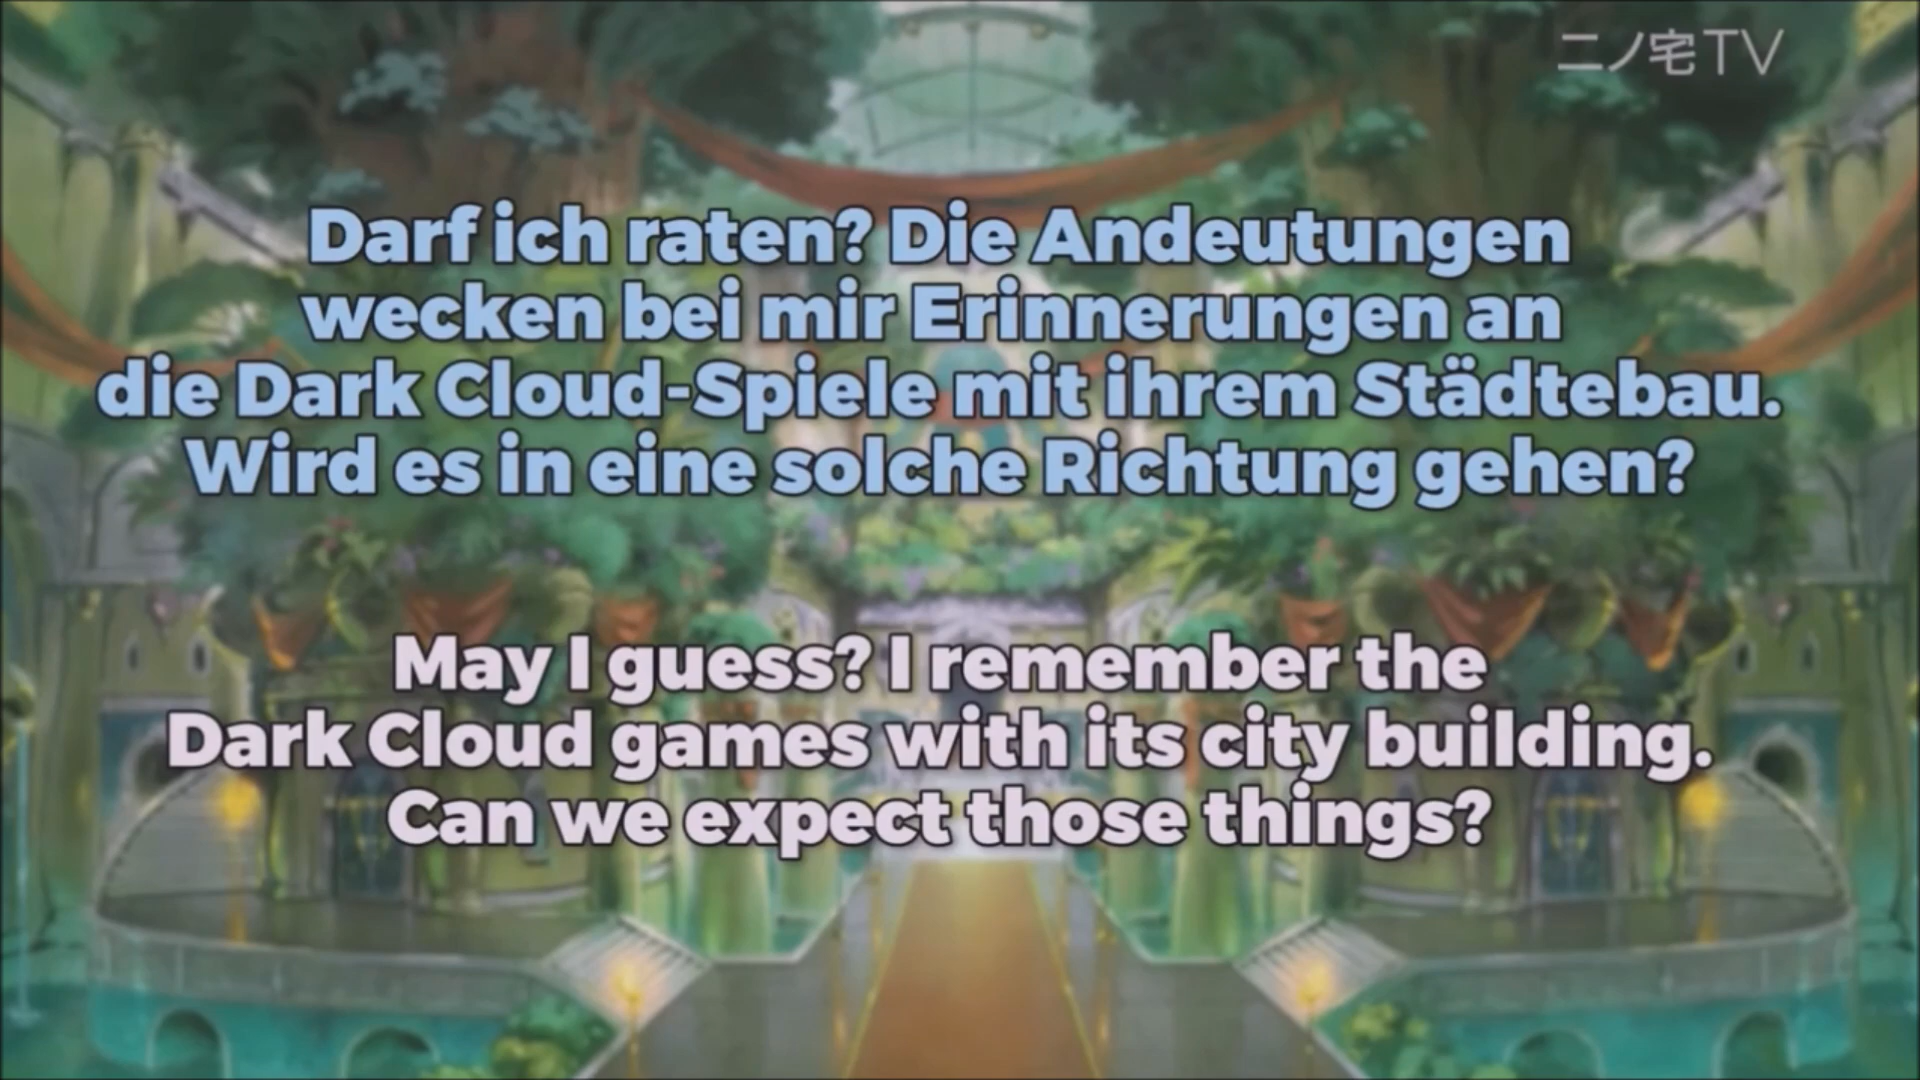 ニノ宅TV
Darf ich raten? Die Andeutungen
wecken bei mir Erinnerungen an
die Dark Cloud-Spiele mit ihrem Städtebau.
Wird es in eine solche Richtung gehen?
May I guess? I remember the
Dark Cloud games with its city building.
Can we expect those things?